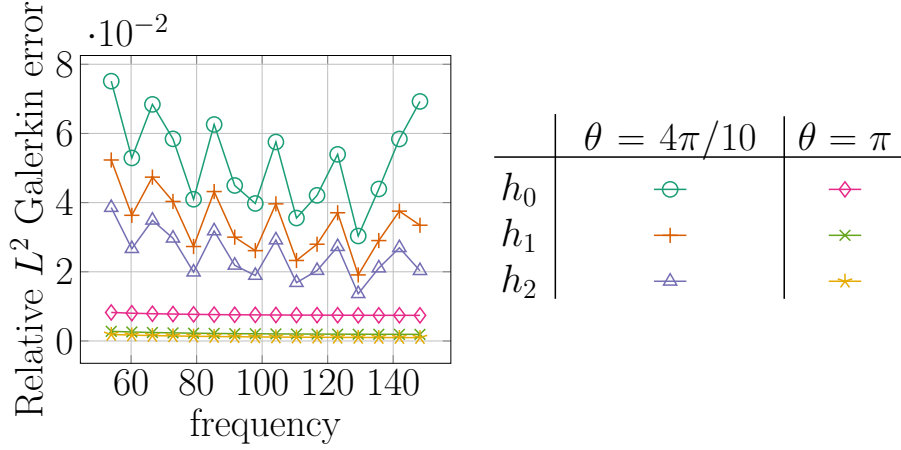 ·10⁻²
Relative L² Galerkin error
8
6
4
2
0
60 80 100 120 140
frequency
θ = 4π/10 θ = π
h₀
h₁
h₂